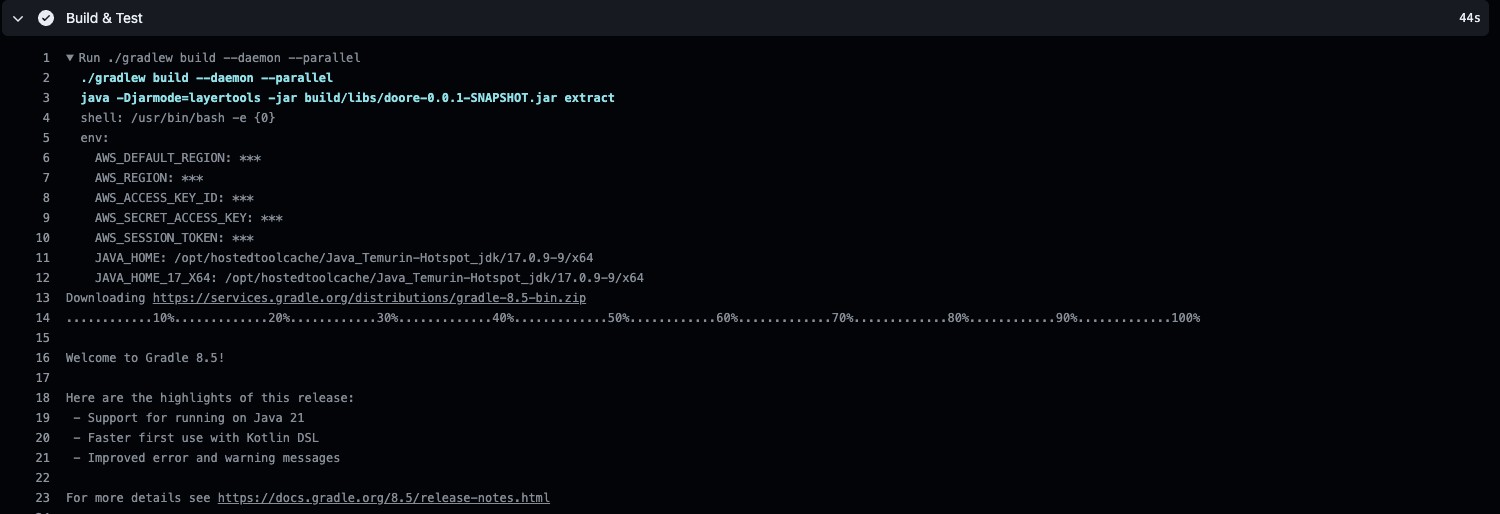 Build & Test 44s
1 ▼ Run ./gradlew build --daemon --parallel
2 ./gradlew build --daemon --parallel
3 java -Djarmode=layertools -jar build/libs/doore-0.0.1-SNAPSHOT.jar extract
4 shell: /usr/bin/bash -e {0}
5 env:
6 AWS_DEFAULT_REGION: ***
7 AWS_REGION: ***
8 AWS_ACCESS_KEY_ID: ***
9 AWS_SECRET_ACCESS_KEY: ***
10 AWS_SESSION_TOKEN: ***
11 JAVA_HOME: /opt/hostedtoolcache/Java_Temurin-Hotspot_jdk/17.0.9-9/x64
12 JAVA_HOME_17_X64: /opt/hostedtoolcache/Java_Temurin-Hotspot_jdk/17.0.9-9/x64
13 Downloading https://services.gradle.org/distributions/gradle-8.5-bin.zip
14 ............10%.............20%............30%.............40%.............50%............60%.............70%.............80%............90%.............100%
15
16 Welcome to Gradle 8.5!
17
18 Here are the highlights of this release:
19 - Support for running on Java 21
20 - Faster first use with Kotlin DSL
21 - Improved error and warning messages
22
23 For more details see https://docs.gradle.org/8.5/release-notes.html